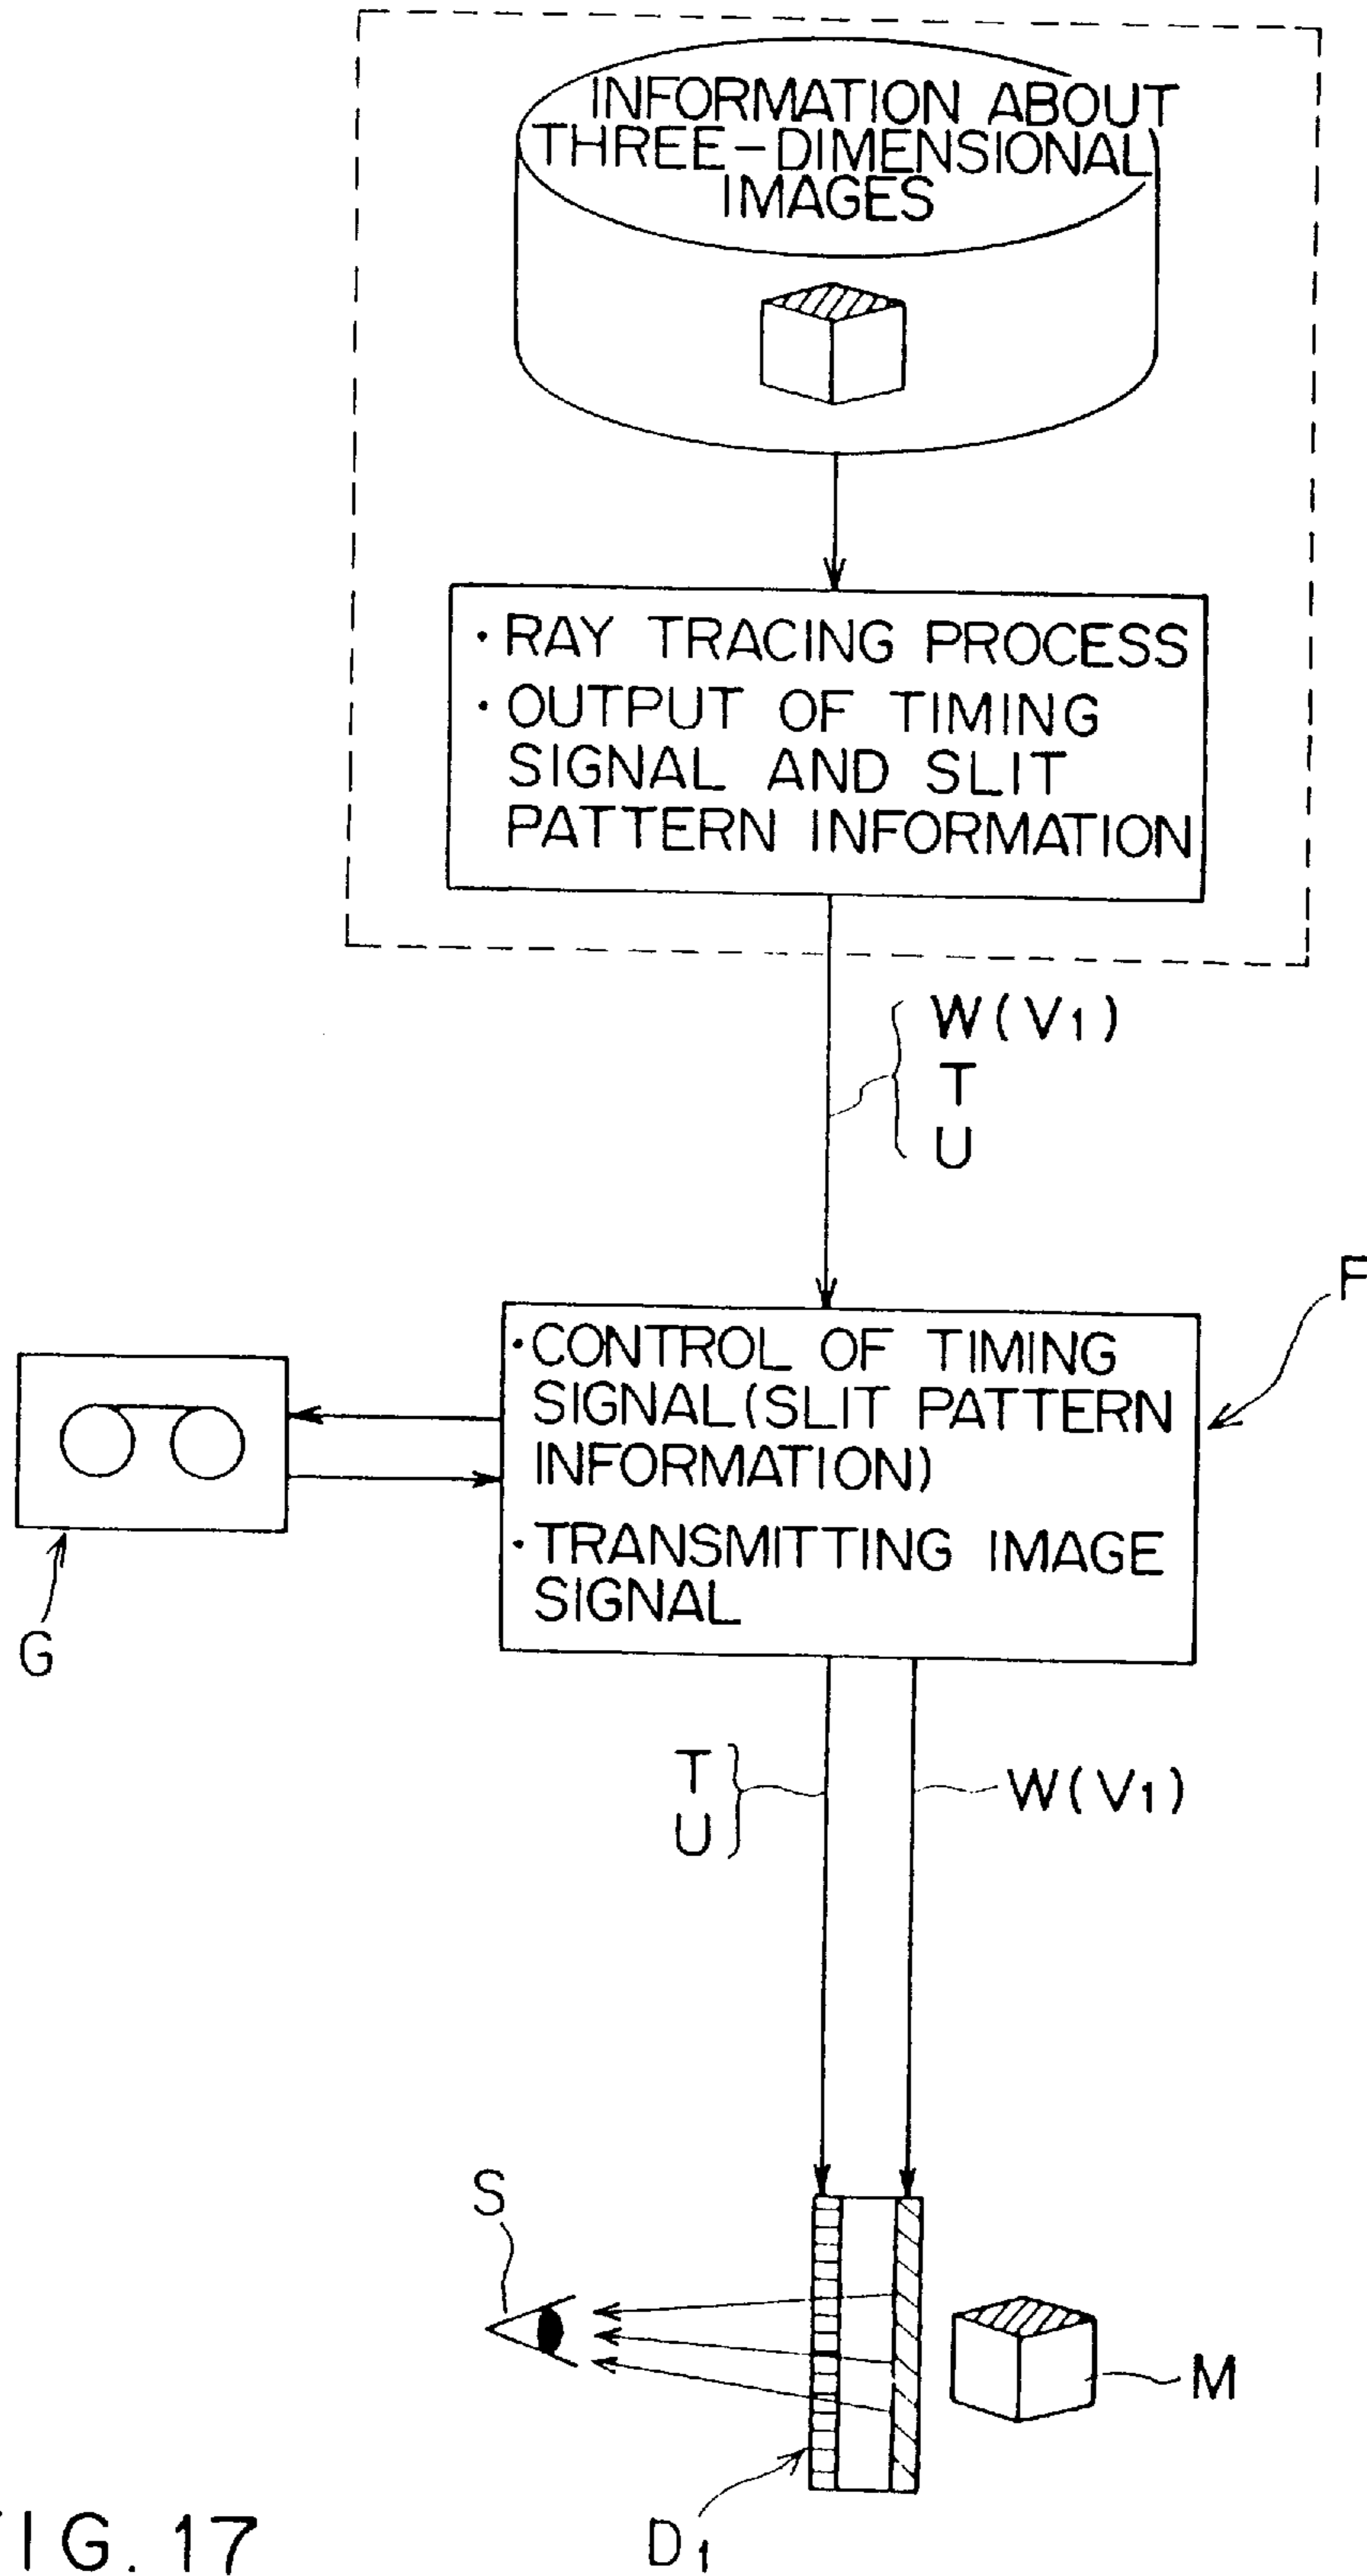 INFORMATION ABOUT
THREE-DIMENSIONAL
IMAGES
· RAY TRACING PROCESS
· OUTPUT OF TIMING
SIGNAL AND SLIT
PATTERN INFORMATION
W(V1)
T
U
F
· CONTROL OF TIMING
SIGNAL(SLIT PATTERN
INFORMATION)
· TRANSMITTING IMAGE
SIGNAL
G
T
U
W(V1)
S
M
D1
FIG. 17